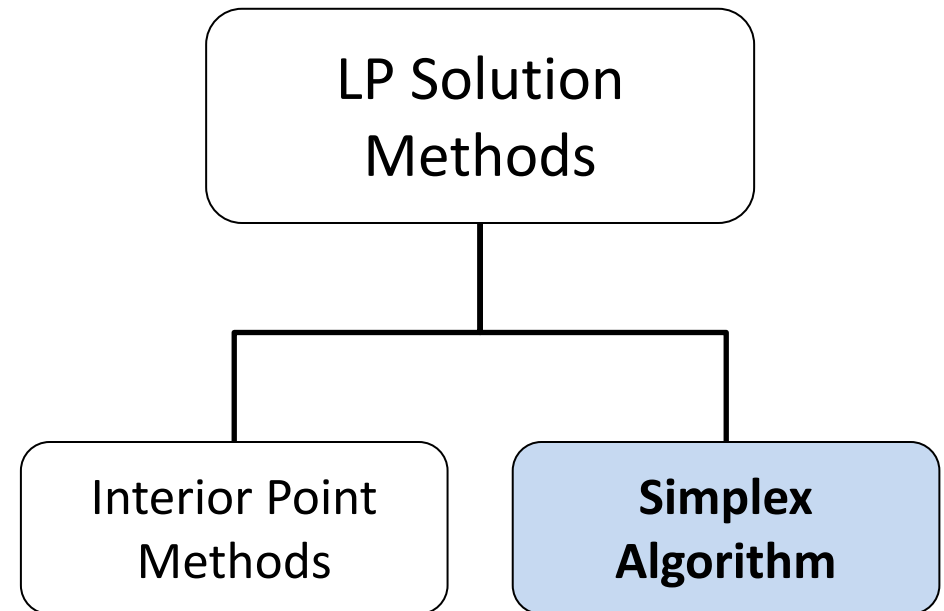 LP Solution
Methods
Interior Point
Methods
Simplex
Algorithm